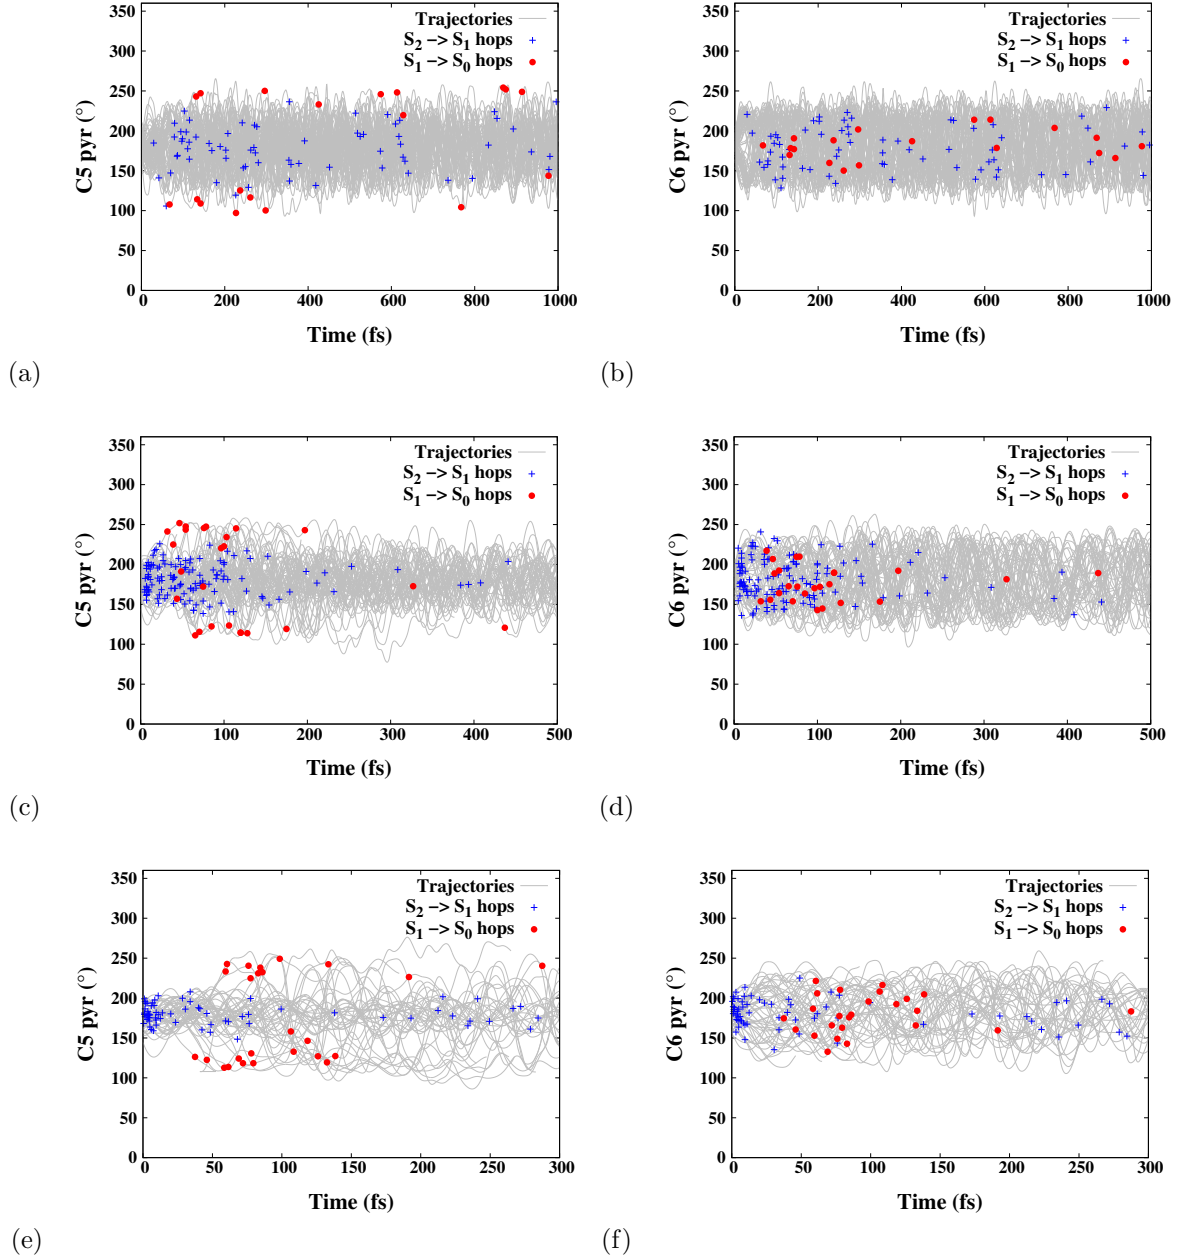 350
300
250
200
150
100
50
0
C5 pyr (°)
Trajectories
S2 −> S1 hops
S1 −> S0 hops
0 200 400 600 800 1000
Time (fs)
(a)
350
300
250
200
150
100
50
0
C6 pyr (°)
Trajectories
S2 −> S1 hops
S1 −> S0 hops
0 200 400 600 800 1000
Time (fs)
(b)
350
300
250
200
150
100
50
0
C5 pyr (°)
Trajectories
S2 −> S1 hops
S1 −> S0 hops
0 100 200 300 400 500
Time (fs)
(c)
350
300
250
200
150
100
50
0
C6 pyr (°)
Trajectories
S2 −> S1 hops
S1 −> S0 hops
0 100 200 300 400 500
Time (fs)
(d)
350
300
250
200
150
100
50
0
C5 pyr (°)
Trajectories
S2 −> S1 hops
S1 −> S0 hops
0 50 100 150 200 250 300
Time (fs)
(e)
350
300
250
200
150
100
50
0
C6 pyr (°)
Trajectories
S2 −> S1 hops
S1 −> S0 hops
0 50 100 150 200 250 300
Time (fs)
(f)